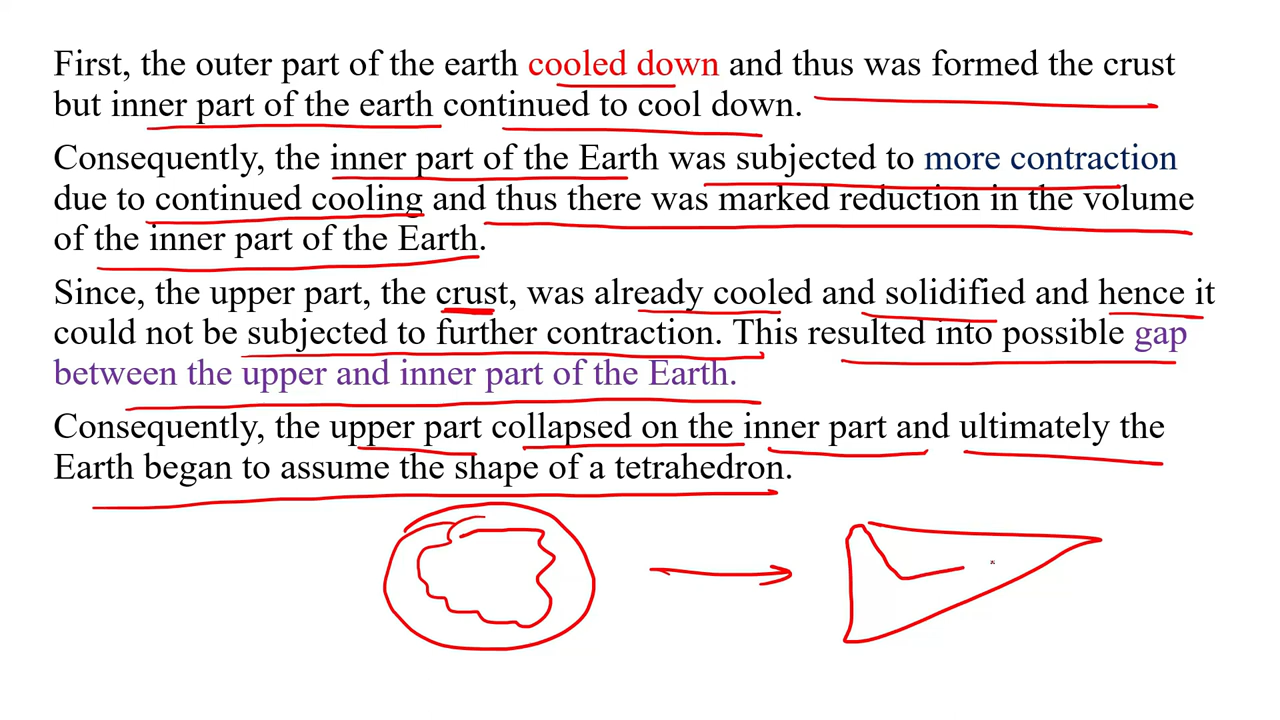 First, the outer part of the earth cooled down and thus was formed the crust
but inner part of the earth continued to cool down.
Consequently, the inner part of the Earth was subjected to more contraction
due to continued cooling and thus there was marked reduction in the volume
of the inner part of the Earth.
Since, the upper part, the crust, was already cooled and solidified and hence it
could not be subjected to further contraction. This resulted into possible gap
between the upper and inner part of the Earth.
Consequently, the upper part collapsed on the inner part and ultimately the
Earth began to assume the shape of a tetrahedron.